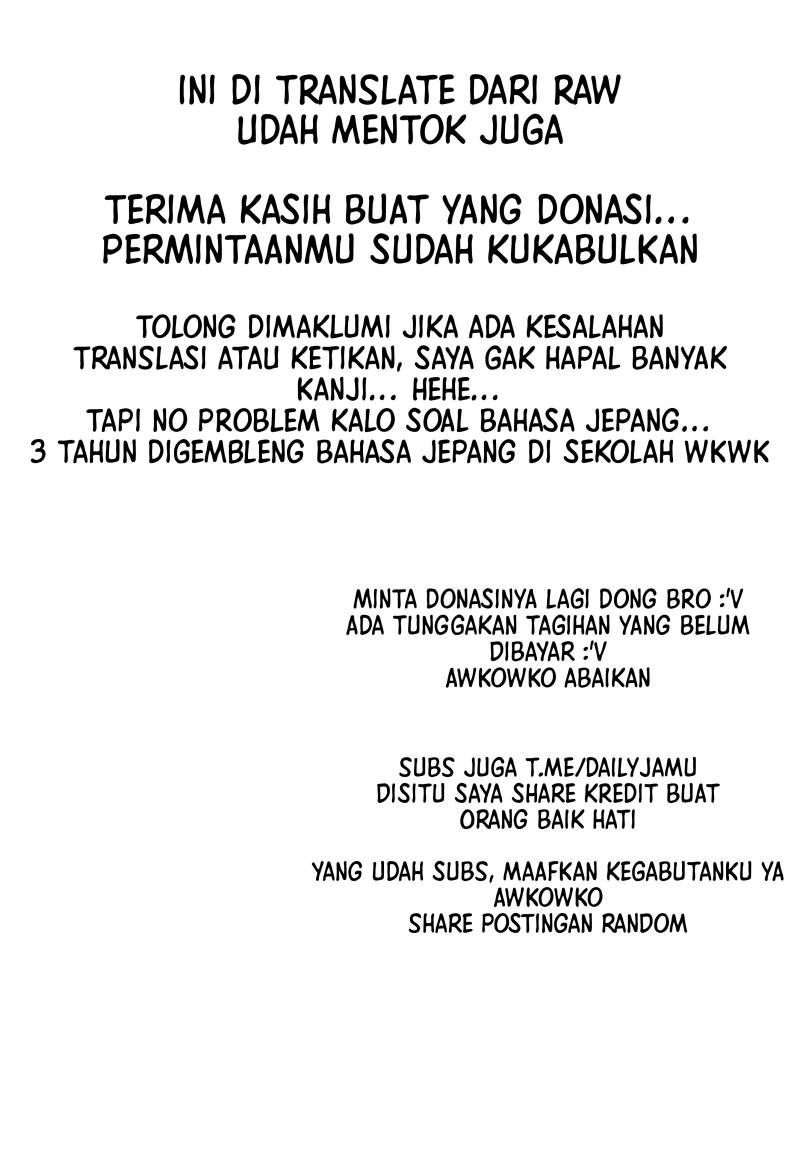 INI DI TRANSLATE DARI RAW
UDAH MENTOK JUGA
TERIMA KASIH BUAT YANG DONASI...
PERMINTAANMU SUDAH KUKABULKAN
TOLONG DIMAKLUMI JIKA ADA KESALAHAN
TRANSLASI ATAU KETIKAN, SAYA GAK HAPAL BANYAK
KANJI... HEHE...
TAPI NO PROBLEM KALO SOAL BAHASA JEPANG...
3 TAHUN DIGEMBLENG BAHASA JEPANG DI SEKOLAH WKWK
MINTA DONASINYA LAGI DONG BRO :'V
ADA TUNGGAKAN TAGIHAN YANG BELUM
DIBAYAR :'V
AWKOWKO ABAIKAN
SUBS JUGA T.ME/DAILYJAMU
DISITU SAYA SHARE KREDIT BUAT
ORANG BAIK HATI
YANG UDAH SUBS, MAAFKAN KEGABUTANKU YA
AWKOWKO
SHARE POSTINGAN RANDOM